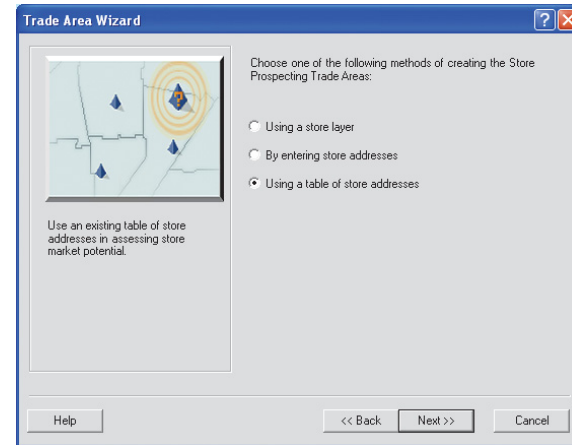 Trade Area Wizard
?
Choose one of the following methods of creating the Store
Prospecting Trade Areas:
Using a store layer
By entering store addresses
Using a table of store addresses
Use an existing table of store
addresses in assessing store
market potential.
Help
<< Back
Next >>
Cancel